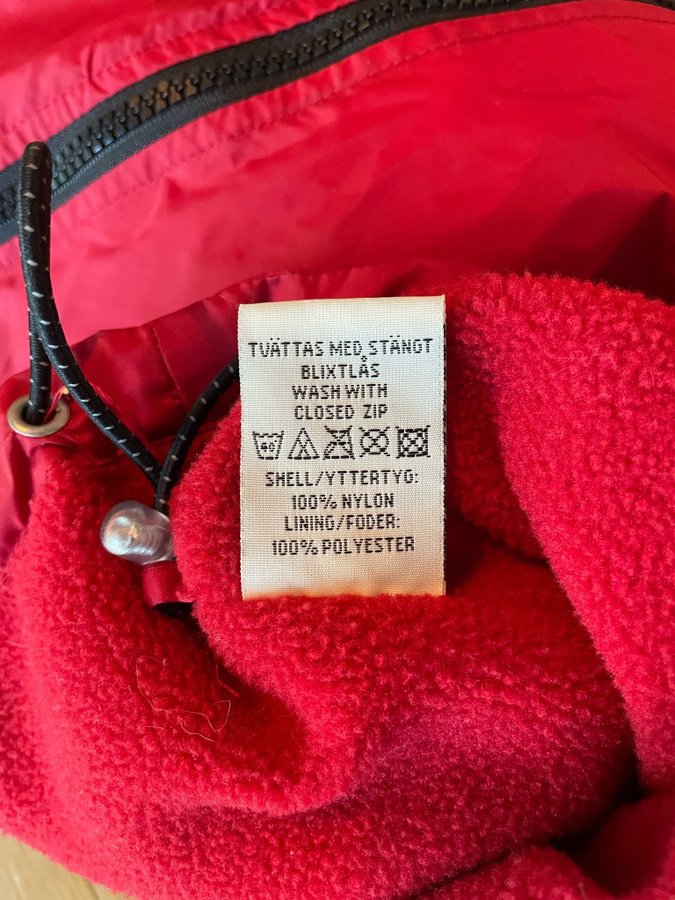 TVÄTTAS MED STÄNGT
BLIXTLÅS
WASH WITH
CLOSED ZIP
SHELL/YTTERTYG:
100% NYLON
LINING/FODER:
100% POLYESTER